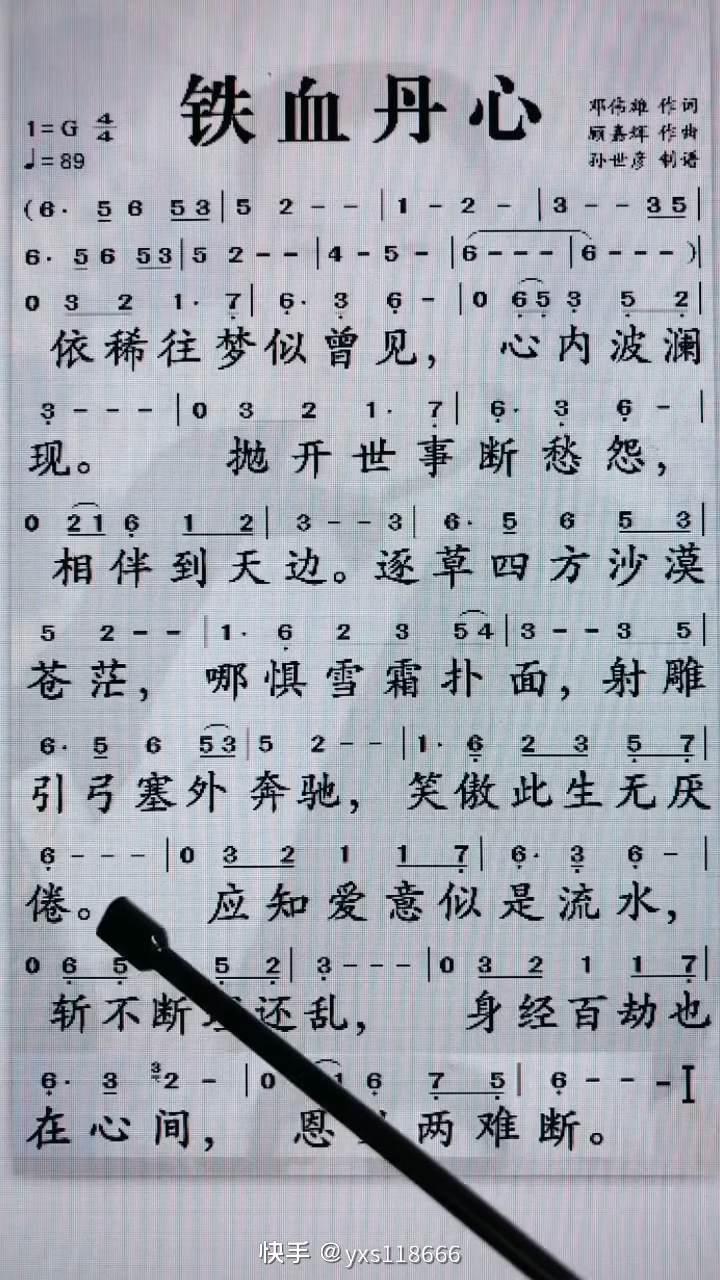 铁血丹心
1=G 4/4
♩=89
邓伟雄 作词
顾嘉辉 作曲
孙世彦 制谱
(6· 5 6 5 3 | 5 2 - - | 1 - 2 - | 3 - - 3 5 |
6· 5 6 5 3 | 5 2 - - | 4 - 5 - | 6 - - - | 6 - - - )|
0 3 2 1· 7 | 6· 3 6 - | 0 6 5 3 5 2 |
依稀往梦似曾见， 心内波澜
3 - - - | 0 3 2 1· 7 | 6· 3 6 - |
现。 抛开世事断愁怨，
0 2 1 6 1 2 | 3 - - 3 | 6· 5 6 5 3 |
相伴到天边。逐草四方沙漠
5 2 - - | 1· 6 2 3 5 4 | 3 - - 3 5 |
苍茫， 哪惧雪霜扑面，射雕
6· 5 6 5 3 | 5 2 - - | 1· 6 2 3 5 7 |
引弓塞外奔驰， 笑傲此生无厌
6 - - - | 0 3 2 1 1 7 | 6· 3 6 - |
倦。 应知爱意似是流水，
0 6 5 5 2 | 3 - - - | 0 3 2 1 1 7 |
斩不断理还乱， 身经百劫也
6· 3 3 2 - | 0 1 6 7 5 | 6 - - -
在心间， 恩 两难断。
快手 @yxs118666